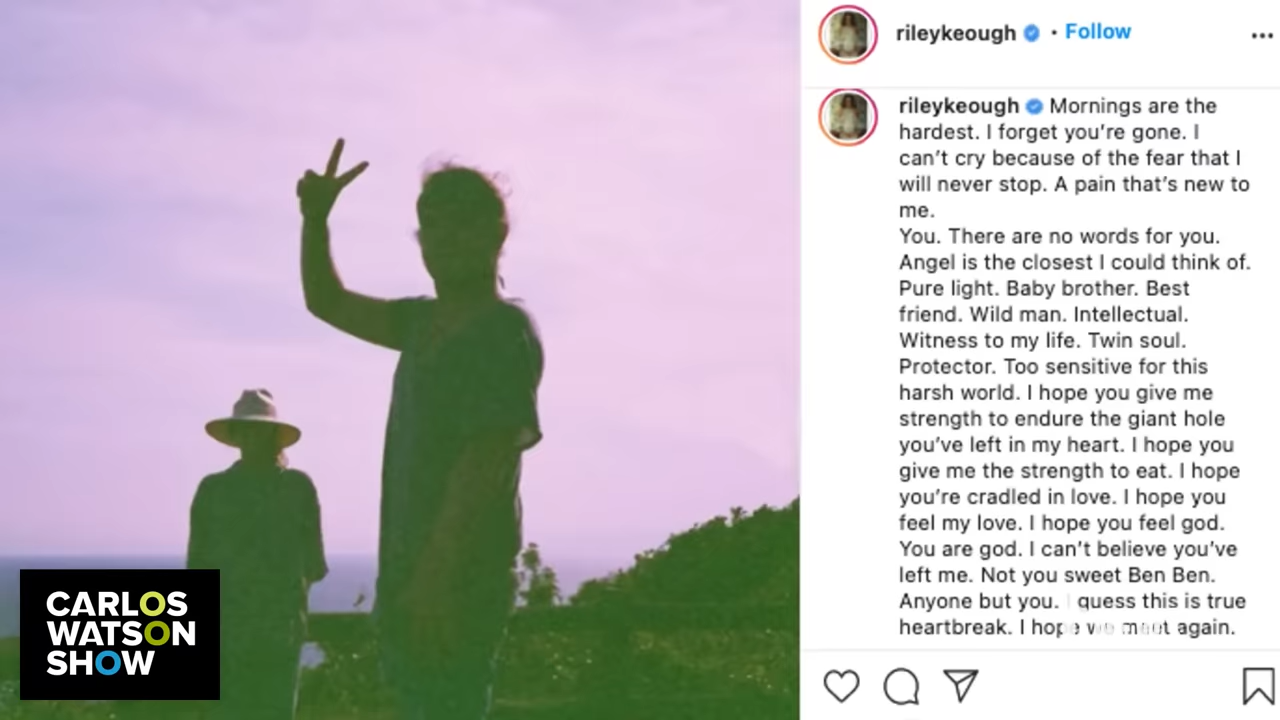 rileykeough • Follow
rileykeough Mornings are the
hardest. I forget you’re gone. I
can’t cry because of the fear that I
will never stop. A pain that’s new to
me.
You. There are no words for you.
Angel is the closest I could think of.
Pure light. Baby brother. Best
friend. Wild man. Intellectual.
Witness to my life. Twin soul.
Protector. Too sensitive for this
harsh world. I hope you give me
strength to endure the giant hole
you’ve left in my heart. I hope you
give me the strength to eat. I hope
you’re cradled in love. I hope you
feel my love. I hope you feel god.
You are god. I can’t believe you’ve
left me. Not you sweet Ben Ben.
Anyone but you. I guess this is true
heartbreak. I hope we meet again.
CARLOS
WATSON
SHOW